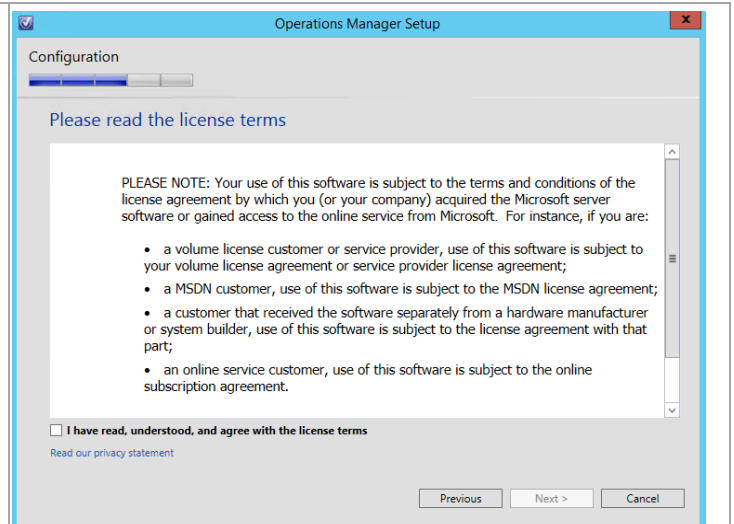 Operations Manager Setup
x
Configuration
Please read the license terms
PLEASE NOTE: Your use of this software is subject to the terms and conditions of the
license agreement by which you (or your company) acquired the Microsoft server
software or gained access to the online service from Microsoft.  For instance, if you are:
• a volume license customer or service provider, use of this software is subject to
your volume license agreement or service provider license agreement;
• a MSDN customer, use of this software is subject to the MSDN license agreement;
• a customer that received the software separately from a hardware manufacturer
or system builder, use of this software is subject to the license agreement with that
part;
• an online service customer, use of this software is subject to the online
subscription agreement.
I have read, understood, and agree with the license terms
Read our privacy statement
Previous
Next >
Cancel